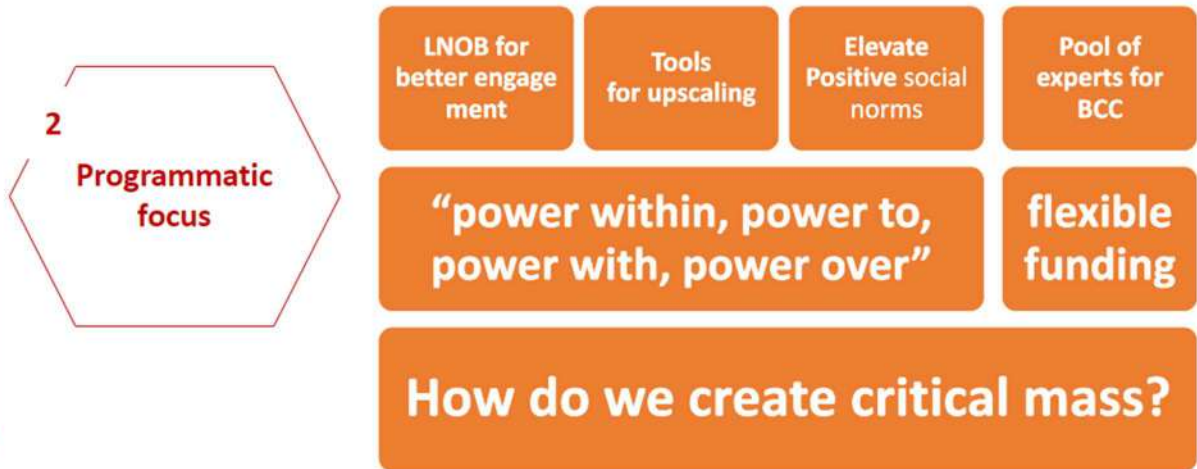 2
Programmatic
focus
LNOB for
better engage
ment
Tools
for upscaling
Elevate
Positive social
norms
Pool of
experts for
BCC
“power within, power to,
power with, power over”
flexible
funding
How do we create critical mass?